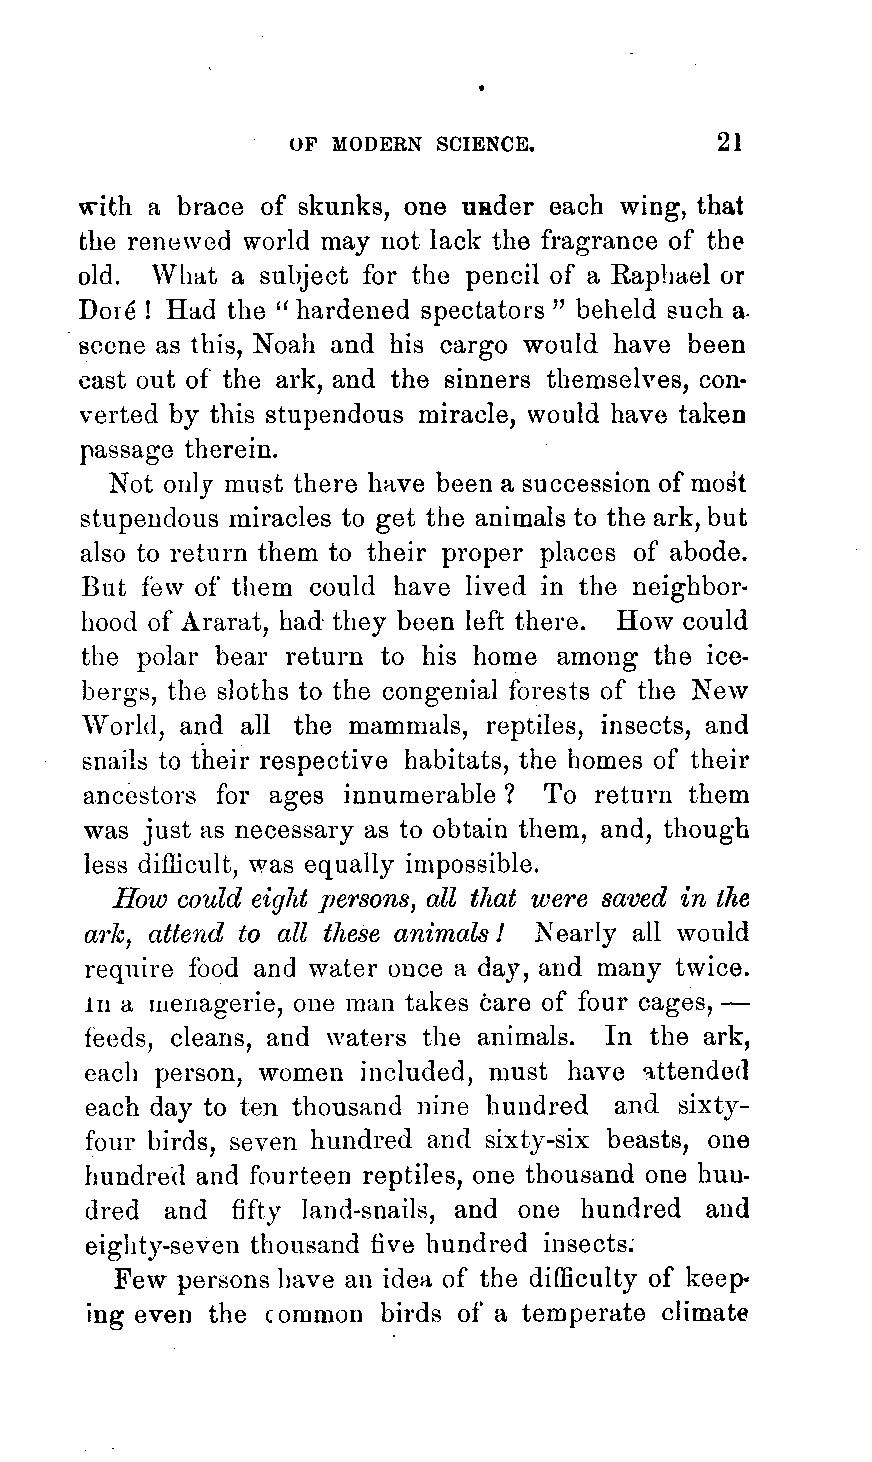 OF MODERN SCIENCE. 21
with a brace of skunks, one under each wing, that
the renewed world may not lack the fragrance of the
old. What a subject for the pencil of a Raphael or
Doré ! Had the " hardened spectators " beheld such a
scene as this, Noah and his cargo would have been
cast out of the ark, and the sinners themselves, con-
verted by this stupendous miracle, would have taken
passage therein.
Not only must there have been a succession of most
stupendous miracles to get the animals to the ark, but
also to return them to their proper places of abode.
But few of them could have lived in the neighbor-
hood of Ararat, had they been left there. How could
the polar bear return to his home among the ice-
bergs, the sloths to the congenial forests of the New
World, and all the mammals, reptiles, insects, and
snails to their respective habitats, the homes of their
ancestors for ages innumerable ? To return them
was just as necessary as to obtain them, and, though
less difficult, was equally impossible.
How could eight persons, all that were saved in the
ark, attend to all these animals ! Nearly all would
require food and water once a day, and many twice.
In a menagerie, one man takes care of four cages, —
feeds, cleans, and waters the animals. In the ark,
each person, women included, must have attended
each day to ten thousand nine hundred and sixty-
four birds, seven hundred and sixty-six beasts, one
hundred and fourteen reptiles, one thousand one hun-
dred and fifty land-snails, and one hundred and
eighty-seven thousand five hundred insects.
Few persons have an idea of the difficulty of keep-
ing even the common birds of a temperate climate